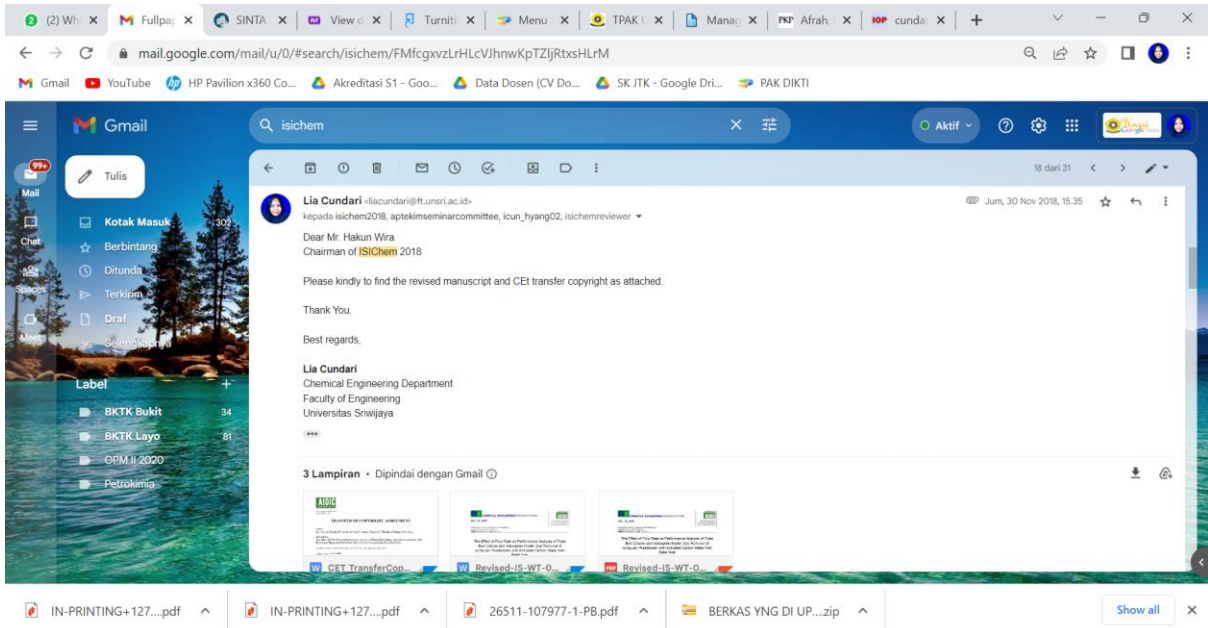 (2) Wh
Fullpa
SINTA
View o
Turniti
Menu
TPAK L
Manag
PKP Afrah,
IOP cundar
mail.google.com/mail/u/0/#search/isichem/FMfcgxvzLrHLcVJhnwKpTZljRtxsHLrM
Gmail
YouTube
HP Pavilion x360 Co...
Akreditasi S1 - Goo...
Data Dosen (CV Do...
SK JTK - Google Dri...
PAK DIKTI
Gmail
isichem
Aktif
99+
Mail
Chat
Spaces
Meet
Tulis
Kotak Masuk 302
Berbintang
Ditunda
Terkirim
Draf
Selengkapnya
Label
BKTK Bukit 34
BKTK Layo 81
OPM II 2020
Petrokimia
18 dari 31
Lia Cundari <liacundari@ft.unsri.ac.id>
Jum, 30 Nov 2018, 15.35
kepada isichem2018, aptekimseminarcommittee, icun_hyang02, isichemreviewer
Dear Mr. Hakun Wira
Chairman of ISIChem 2018
Please kindly to find the revised manuscript and CEt transfer copyright as attached.
Thank You.
Best regards,
Lia Cundari
Chemical Engineering Department
Faculty of Engineering
Universitas Sriwijaya
3 Lampiran • Dipindai dengan Gmail
AIDIC
TRANSFER OF COPYRIGHT AGREEMENT
W CET TransferCop...
W Revised-IS-WT-0...
PDF Revised-IS-WT-0...
IN-PRINTING+127....pdf
IN-PRINTING+127....pdf
26511-107977-1-PB.pdf
BERKAS YNG DI UP....zip
Show all